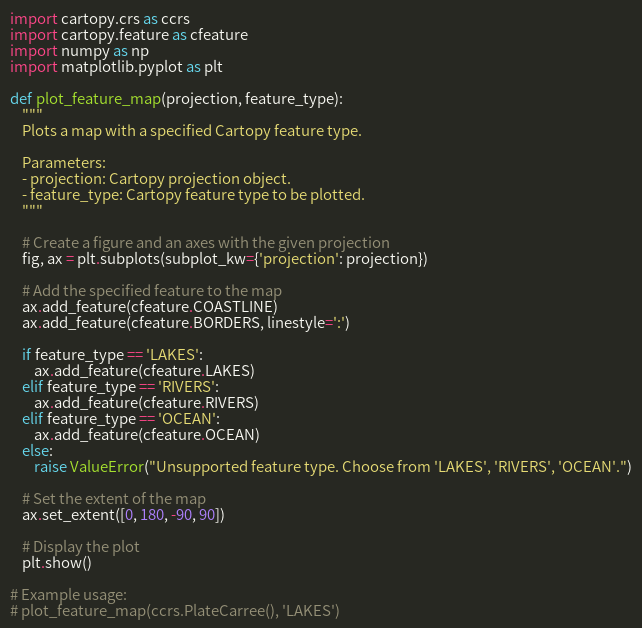 import cartopy.crs as ccrs
import cartopy.feature as cfeature
import numpy as np
import matplotlib.pyplot as plt

def plot_feature_map(projection, feature_type):
    """
    Plots a map with a specified Cartopy feature type.

    Parameters:
    - projection: Cartopy projection object.
    - feature_type: Cartopy feature type to be plotted.
    """

    # Create a figure and an axes with the given projection
    fig, ax = plt.subplots(subplot_kw={'projection': projection})

    # Add the specified feature to the map
    ax.add_feature(cfeature.COASTLINE)
    ax.add_feature(cfeature.BORDERS, linestyle=':')

    if feature_type == 'LAKES':
        ax.add_feature(cfeature.LAKES)
    elif feature_type == 'RIVERS':
        ax.add_feature(cfeature.RIVERS)
    elif feature_type == 'OCEAN':
        ax.add_feature(cfeature.OCEAN)
    else:
        raise ValueError("Unsupported feature type. Choose from 'LAKES', 'RIVERS', 'OCEAN'.")

    # Set the extent of the map
    ax.set_extent([0, 180, -90, 90])

    # Display the plot
    plt.show()

# Example usage:
# plot_feature_map(ccrs.PlateCarree(), 'LAKES')